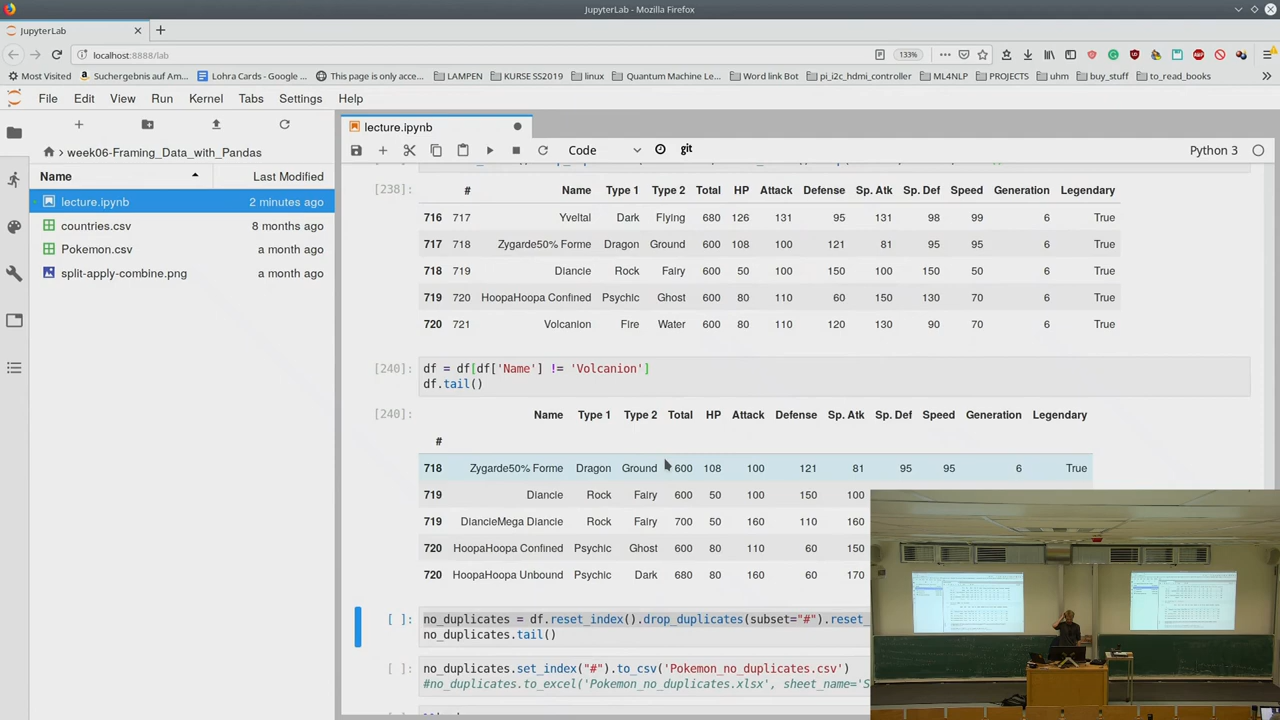 JupyterLab - Mozilla Firefox
JupyterLab
localhost:8888/lab
133%
Most Visited Suchergebnis auf Am... Lohra Cards - Google ... This page is only acce... LAMPEN KURSE SS2019 linux Quantum Machine Le... Word link Bot pi_i2c_hdmi_controller ML4NLP PROJECTS uhm buy_stuff to_read_books
File Edit View Run Kernel Tabs Settings Help
lecture.ipynb
Code git Python 3
week06-Framing_Data_with_Pandas
Name Last Modified
lecture.ipynb 2 minutes ago
countries.csv 8 months ago
Pokemon.csv a month ago
split-apply-combine.png a month ago
[238]: # Name Type 1 Type 2 Total HP Attack Defense Sp. Atk Sp. Def Speed Generation Legendary
716 717 Yveltal Dark Flying 680 126 131 95 131 98 99 6 True
717 718 Zygarde50% Forme Dragon Ground 600 108 100 121 81 95 95 6 True
718 719 Diancie Rock Fairy 600 50 100 150 100 150 50 6 True
719 720 HoopaHoopa Confined Psychic Ghost 600 80 110 60 150 130 70 6 True
720 721 Volcanion Fire Water 600 80 110 120 130 90 70 6 True
[240]: df = df[df['Name'] != 'Volcanion']
df.tail()
[240]: Name Type 1 Type 2 Total HP Attack Defense Sp. Atk Sp. Def Speed Generation Legendary
#
718 Zygarde50% Forme Dragon Ground 600 108 100 121 81 95 95 6 True
719 Diancie Rock Fairy 600 50 100 150 100
719 DiancieMega Diancie Rock Fairy 700 50 160 110 160
720 HoopaHoopa Confined Psychic Ghost 600 80 110 60 150
720 HoopaHoopa Unbound Psychic Dark 680 80 160 60 170
[ ]: no_duplicates = df.reset_index().drop_duplicates(subset="#").reset_
no_duplicates.tail()
[ ]: no_duplicates.set_index("#").to_csv('Pokemon_no_duplicates.csv')
#no_duplicates.to_excel('Pokemon_no_duplicates.xlsx', sheet_name='S